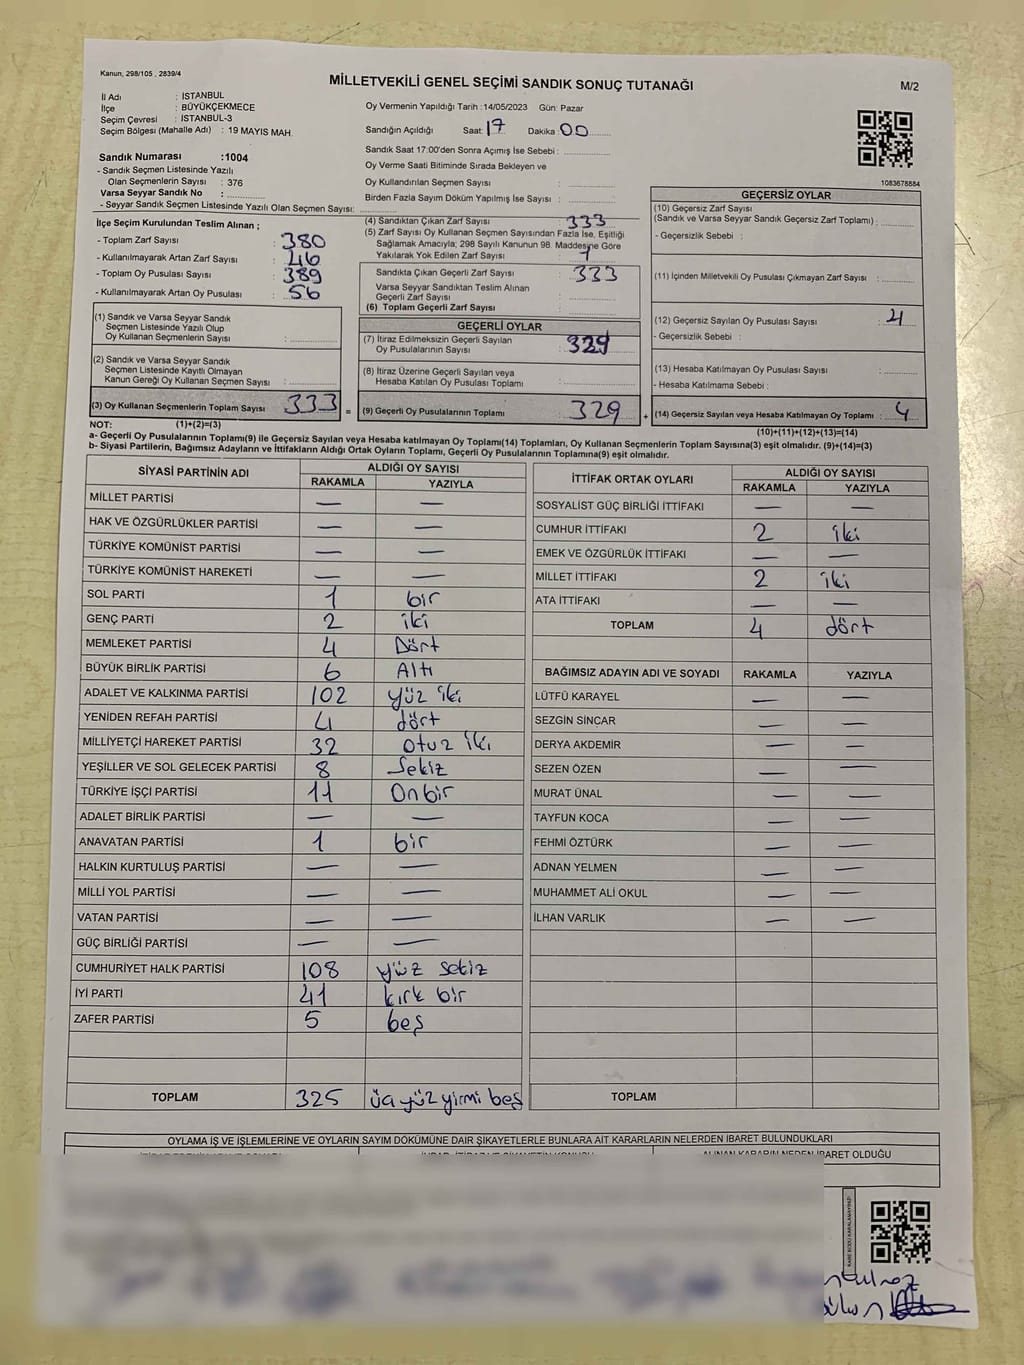 Kanun, 298/105 , 2839/4
MİLLETVEKİLİ GENEL SEÇİMİ SANDIK SONUÇ TUTANAĞI
M/2
İl Adı : İSTANBUL
İlçe : BÜYÜKÇEKMECE
Seçim Çevresi : İSTANBUL-3
Seçim Bölgesi (Mahalle Adı) : 19 MAYIS MAH.
Sandık Numarası :1004
- Sandık Seçmen Listesinde Yazılı
Olan Seçmenlerin Sayısı : 376
Varsa Seyyar Sandık No :
- Seyyar Sandık Seçmen Listesinde Yazılı Olan Seçmen Sayısı:
Oy Vermenin Yapıldığı Tarih :14/05/2023 Gün: Pazar
Sandığın Açıldığı Saat: 17 Dakika : 00
Sandık Saat 17:00'den Sonra Açımış İse Sebebi :
Oy Verme Saati Bitiminde Sırada Bekleyen ve
Oy Kullandırılan Seçmen Sayısı :
Birden Fazla Sayım Döküm Yapılmış İse Sayısı :
1083678884
İlçe Seçim Kurulundan Teslim Alınan ;
- Toplam Zarf Sayısı : 380
- Kullanılmayarak Artan Zarf Sayısı : 46
- Toplam Oy Pusulası Sayısı : 389
- Kullanılmayarak Artan Oy Pusulası : 56
(1) Sandık ve Varsa Seyyar Sandık
Seçmen Listesinde Yazılı Olup
Oy Kullanan Seçmenlerin Sayısı :
(2) Sandık ve Varsa Seyyar Sandık
Seçmen Listesinde Kayıtlı Olmayan
Kanun Gereği Oy Kullanan Seçmen Sayısı :
(3) Oy Kullanan Seçmenlerin Toplam Sayısı : 333 =
(1)+(2)=(3)
(4) Sandıktan Çıkan Zarf Sayısı : 333
(5) Zarf Sayısı Oy Kullanan Seçmen Sayısından Fazla İse, Eşitliği
Sağlamak Amacıyla; 298 Sayılı Kanunun 98. Maddesine Göre
Yakılarak Yok Edilen Zarf Sayısı : 1
Sandıkta Çıkan Geçerli Zarf Sayısı : 333
Varsa Seyyar Sandıktan Teslim Alınan
Geçerli Zarf Sayısı :
(6) Toplam Geçerli Zarf Sayısı :
GEÇERLİ OYLAR
(7) İtiraz Edilmeksizin Geçerli Sayılan
Oy Pusulalarının Sayısı : 329
(8) İtiraz Üzerine Geçerli Sayılan veya
Hesaba Katılan Oy Pusulası Toplamı :
(9) Geçerli Oy Pusulalarının Toplamı : 329 +
GEÇERSİZ OYLAR
(10) Geçersiz Zarf Sayısı
(Sandık ve Varsa Seyyar Sandık Geçersiz Zarf Toplamı) :
- Geçersizlik Sebebi :
(11) İçinden Milletvekili Oy Pusulası Çıkmayan Zarf Sayısı :
(12) Geçersiz Sayılan Oy Pusulası Sayısı : 4
- Geçersizlik Sebebi :
(13) Hesaba Katılmayan Oy Pusulası Sayısı :
- Hesaba Katılmama Sebebi :
(14) Geçersiz Sayılan veya Hesaba Katılmayan Oy Toplamı : 4
(10)+(11)+(12)+(13)=(14)
NOT:
a- Geçerli Oy Pusulalarının Toplamı(9) ile Geçersiz Sayılan veya Hesaba katılmayan Oy Toplamı(14) Toplamları, Oy Kullanan Seçmenlerin Toplam Sayısına(3) eşit olmalıdır. (9)+(14)=(3)
b- Siyasi Partilerin, Bağımsız Adayların ve İttifakların Aldığı Ortak Oyların Toplamı, Geçerli Oy Pusulalarının Toplamına(9) eşit olmalıdır.
SİYASİ PARTİNİN ADI ALDIĞI OY SAYISI
RAKAMLA YAZIYLA
MİLLET PARTİSİ — —
HAK VE ÖZGÜRLÜKLER PARTİSİ — —
TÜRKİYE KOMÜNİST PARTİSİ — —
TÜRKİYE KOMÜNİST HAREKETİ — —
SOL PARTİ 1 bir
GENÇ PARTİ 2 iki
MEMLEKET PARTİSİ 4 Dört
BÜYÜK BİRLİK PARTİSİ 6 Altı
ADALET VE KALKINMA PARTİSİ 102 yüz iki
YENİDEN REFAH PARTİSİ 4 dört
MİLLİYETÇİ HAREKET PARTİSİ 32 otuz iki
YEŞİLLER VE SOL GELECEK PARTİSİ 8 Sekiz
TÜRKİYE İŞÇİ PARTİSİ 11 Onbir
ADALET BİRLİK PARTİSİ — —
ANAVATAN PARTİSİ 1 bir
HALKIN KURTULUŞ PARTİSİ — —
MİLLİ YOL PARTİSİ — —
VATAN PARTİSİ — —
GÜÇ BİRLİĞİ PARTİSİ — —
CUMHURİYET HALK PARTİSİ 108 yüz sekiz
İYİ PARTİ 41 kırk bir
ZAFER PARTİSİ 5 beş
TOPLAM 325 üç yüz yirmi beş
İTTİFAK ORTAK OYLARI ALDIĞI OY SAYISI
RAKAMLA YAZIYLA
SOSYALİST GÜÇ BİRLİĞİ İTTİFAKI — —
CUMHUR İTTİFAKI 2 iki
EMEK VE ÖZGÜRLÜK İTTİFAKI — —
MİLLET İTTİFAKI 2 iki
ATA İTTİFAKI — —
TOPLAM 4 dört
BAĞIMSIZ ADAYIN ADI VE SOYADI RAKAMLA YAZIYLA
LÜTFÜ KARAYEL — —
SEZGİN SİNCAR — —
DERYA AKDEMİR — —
SEZEN ÖZEN — —
MURAT ÜNAL — —
TAYFUN KOCA — —
FEHMİ ÖZTÜRK — —
ADNAN YELMEN — —
MUHAMMET ALİ OKUL — —
İLHAN VARLIK — —
TOPLAM
OYLAMA İŞ VE İŞLEMLERİNE VE OYLARIN SAYIM DÖKÜMÜNE DAİR ŞİKAYETLERLE BUNLARA AİT KARARLARIN NELERDEN İBARET BULUNDUKLARI
ALINAN KARARIN NEDEN İBARET OLDUĞU
KARE KODU KARALAMAYINIZ!